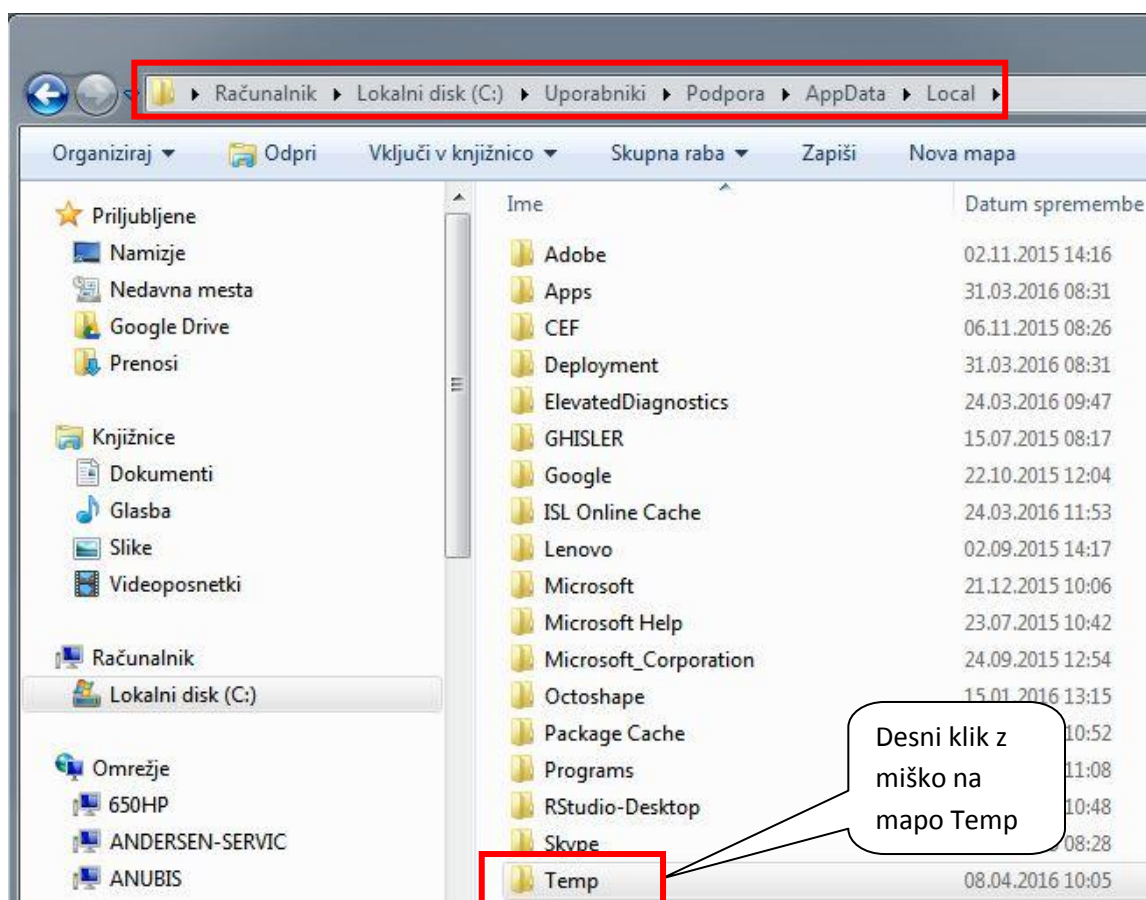 Računalnik Lokalni disk (C:) Uporabniki Podpora AppData Local
Organiziraj Odpri Vključi v knjižnico Skupna raba Zapiši Nova mapa
Priljubljene
Namizje
Nedavna mesta
Google Drive
Prenosi
Knjižnice
Dokumenti
Glasba
Slike
Videoposnetki
Računalnik
Lokalni disk (C:)
Omrežje
650HP
ANDERSEN-SERVIC
ANUBIS
Ime Datum spremembe
Adobe 02.11.2015 14:16
Apps 31.03.2016 08:31
CEF 06.11.2015 08:26
Deployment 31.03.2016 08:31
ElevatedDiagnostics 24.03.2016 09:47
GHISLER 15.07.2015 08:17
Google 22.10.2015 12:04
ISL Online Cache 24.03.2016 11:53
Lenovo 02.09.2015 14:17
Microsoft 21.12.2015 10:06
Microsoft Help 23.07.2015 10:42
Microsoft_Corporation 24.09.2015 12:54
Octoshape 15.01.2016 13:15
Package Cache 10:52
Programs 11:08
RStudio-Desktop 10:48
Skype 08:28
Temp 08.04.2016 10:05
Desni klik z
miško na
mapo Temp